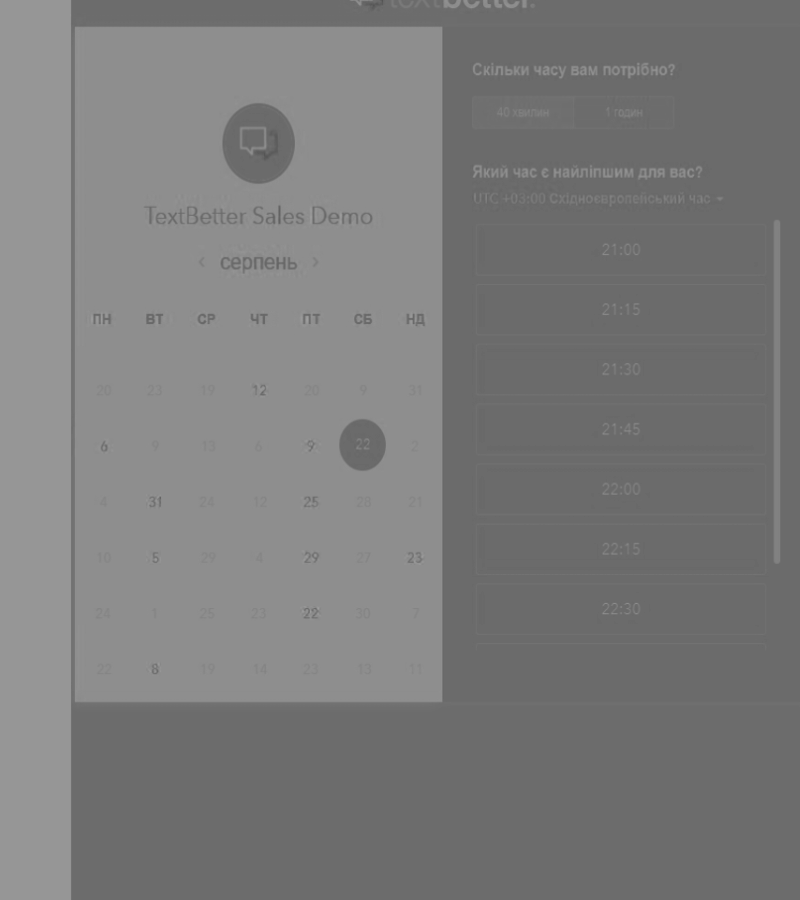 textbetter.
TextBetter Sales Demo
‹ серпень ›
ПН ВТ СР ЧТ ПТ СБ НД
20 23 19 12 20 9 31
6 9 13 6 9 22 2
4 31 24 12 25 28 21
10 5 29 4 29 27 23
24 1 25 23 22 30 7
22 8 19 14 23 13 11
Скільки часу вам потрібно?
40 хвилин 1 годин
Який час є найліпшим для вас?
UTC +03:00 Східноєвропейський час
21:00
21:15
21:30
21:45
22:00
22:15
22:30